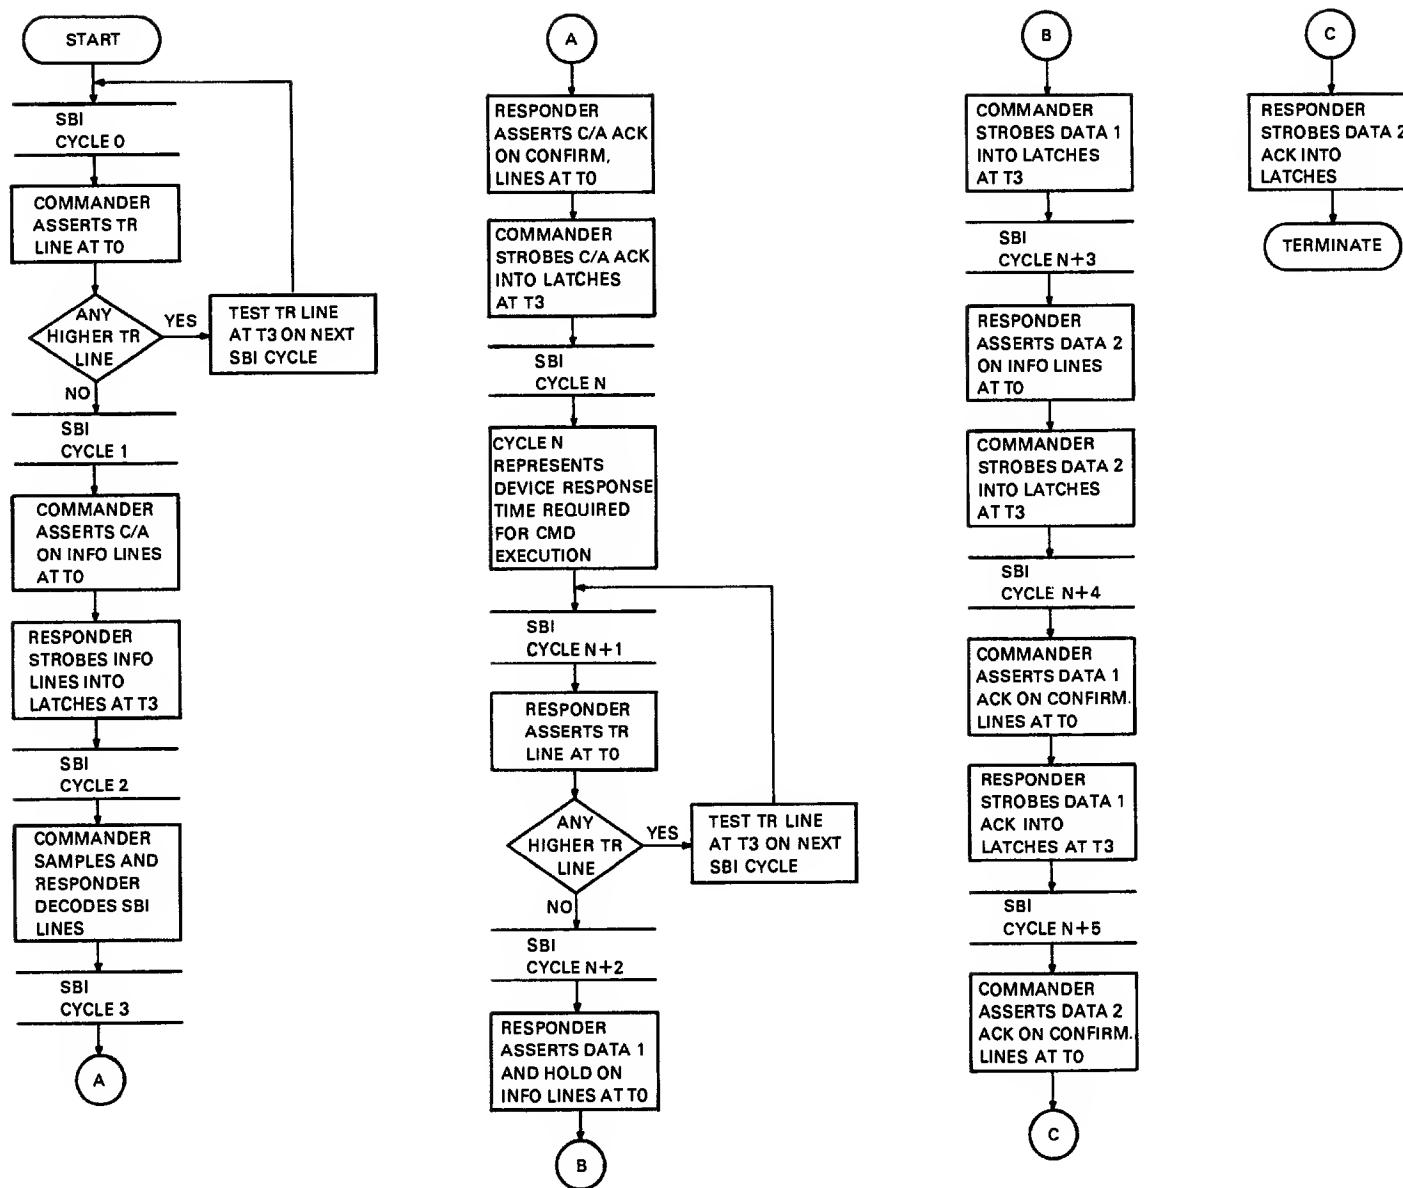 START
SBI
CYCLE 0
COMMANDER
ASSERTS TR
LINE AT T0
ANY
HIGHER TR
LINE
YES
TEST TR LINE
AT T3 ON NEXT
SBI CYCLE
NO
SBI
CYCLE 1
COMMANDER
ASSERTS C/A
ON INFO LINES
AT T0
RESPONDER
STROBES INFO
LINES INTO
LATCHES AT T3
SBI
CYCLE 2
COMMANDER
SAMPLES AND
RESPONDER
DECODES SBI
LINES
SBI
CYCLE 3
A
A
RESPONDER
ASSERTS C/A ACK
ON CONFIRM,
LINES AT T0
COMMANDER
STROBES C/A ACK
INTO LATCHES
AT T3
SBI
CYCLE N
CYCLE N
REPRESENTS
DEVICE RESPONSE
TIME REQUIRED
FOR CMD
EXECUTION
SBI
CYCLE N+1
RESPONDER
ASSERTS TR
LINE AT T0
ANY
HIGHER TR
LINE
YES
TEST TR LINE
AT T3 ON NEXT
SBI CYCLE
NO
SBI
CYCLE N+2
RESPONDER
ASSERTS DATA 1
AND HOLD ON
INFO LINES AT T0
B
B
COMMANDER
STROBES DATA 1
INTO LATCHES
AT T3
SBI
CYCLE N+3
RESPONDER
ASSERTS DATA 2
ON INFO LINES
AT T0
COMMANDER
STROBES DATA 2
INTO LATCHES
AT T3
SBI
CYCLE N+4
COMMANDER
ASSERTS DATA 1
ACK ON CONFIRM.
LINES AT T0
RESPONDER
STROBES DATA 1
ACK INTO
LATCHES AT T3
SBI
CYCLE N+5
COMMANDER
ASSERTS DATA 2
ACK ON CONFIRM.
LINES AT T0
C
C
RESPONDER
STROBES DATA 2
ACK INTO
LATCHES
TERMINATE